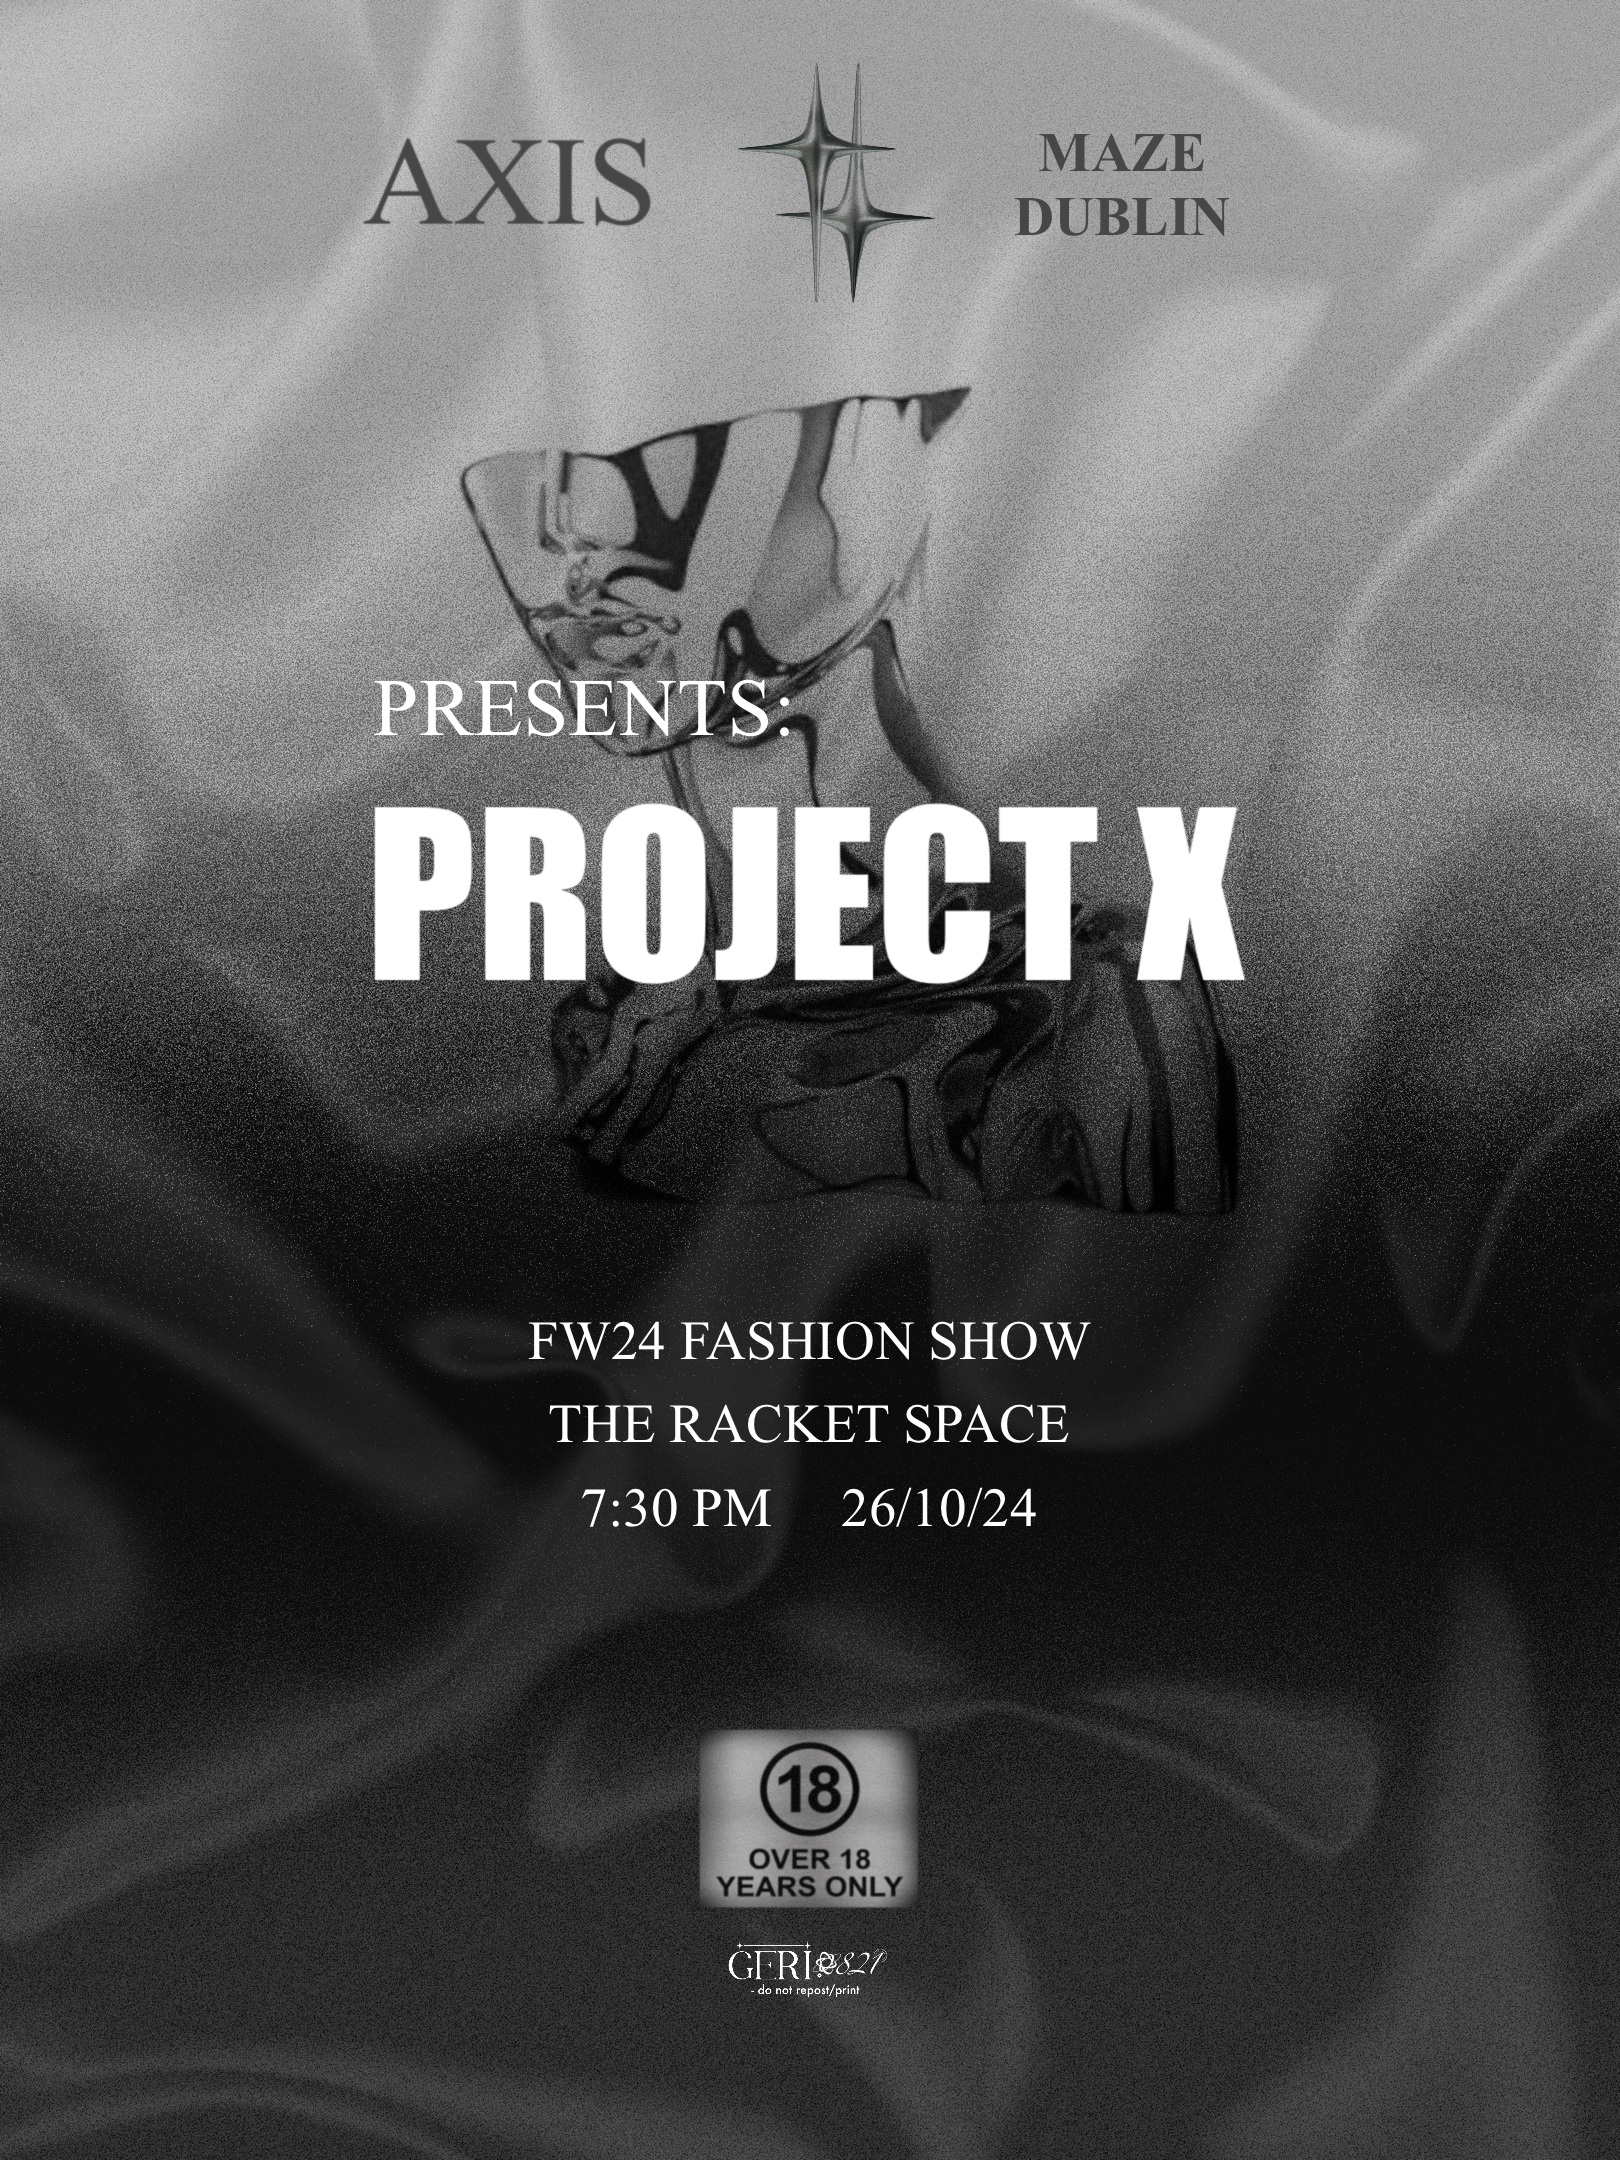 AXIS
MAZE
DUBLIN
PRESENTS:
PROJECT X
FW24 FASHION SHOW
THE RACKET SPACE
7:30 PM 26/10/24
18
OVER 18
YEARS ONLY
- do not repost/print